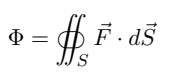 Φ = ∯_S F⃗ · dS⃗